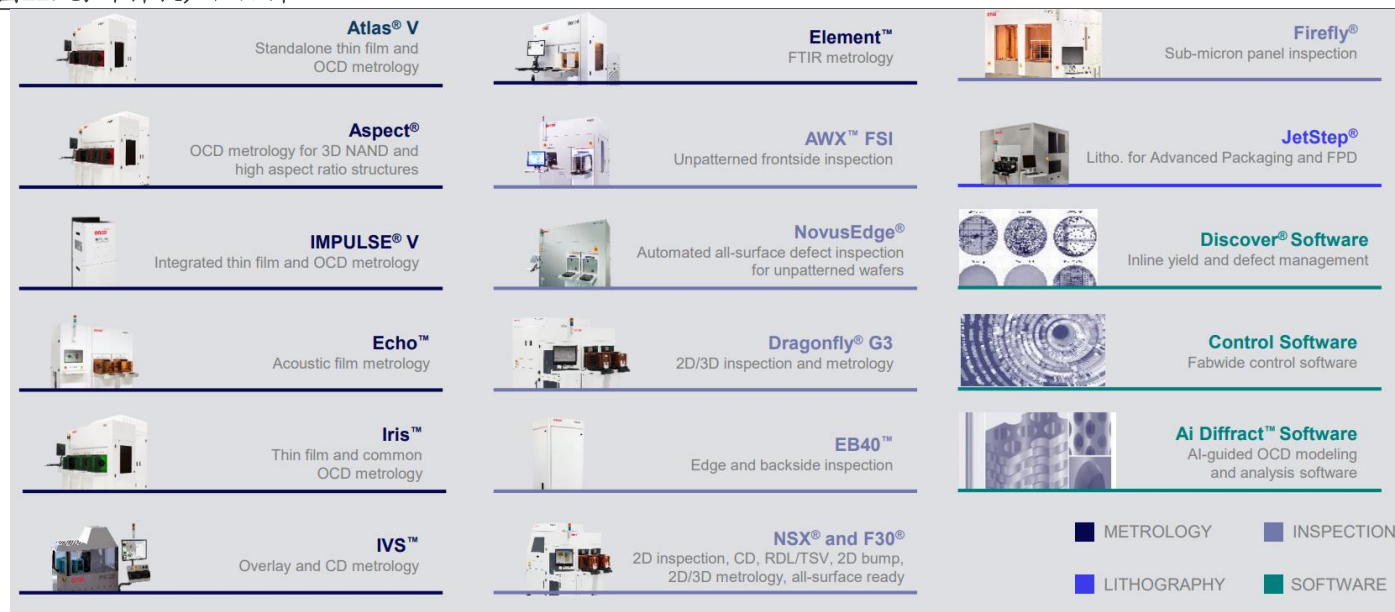 Atlas® V
Standalone thin film and
OCD metrology
Aspect®
OCD metrology for 3D NAND and
high aspect ratio structures
IMPULSE® V
Integrated thin film and OCD metrology
Echo™
Acoustic film metrology
Iris™
Thin film and common
OCD metrology
IVS™
Overlay and CD metrology
Element™
FTIR metrology
AWX™ FSI
Unpatterned frontside inspection
NovusEdge®
Automated all-surface defect inspection
for unpatterned wafers
Dragonfly® G3
2D/3D inspection and metrology
EB40™
Edge and backside inspection
NSX® and F30®
2D inspection, CD, RDL/TSV, 2D bump,
2D/3D metrology, all-surface ready
Firefly®
Sub-micron panel inspection
JetStep®
Litho. for Advanced Packaging and FPD
Discover® Software
Inline yield and defect management
Control Software
Fabwide control software
Ai Diffract™ Software
AI-guided OCD modeling
and analysis software
METROLOGY
INSPECTION
LITHOGRAPHY
SOFTWARE